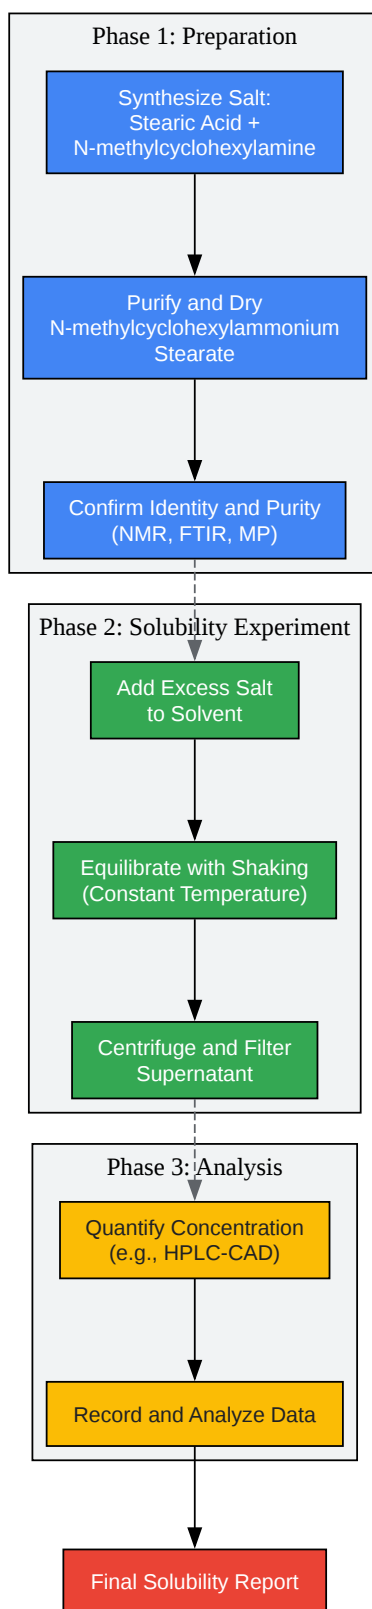 Phase 1: Preparation
Synthesize Salt:
Stearic Acid +
N-methylcyclohexylamine
Purify and Dry
N-methylcyclohexylammonium
Stearate
Confirm Identity and Purity
(NMR, FTIR, MP)
Phase 2: Solubility Experiment
Add Excess Salt
to Solvent
Equilibrate with Shaking
(Constant Temperature)
Centrifuge and Filter
Supernatant
Phase 3: Analysis
Quantify Concentration
(e.g., HPLC-CAD)
Record and Analyze Data
Final Solubility Report